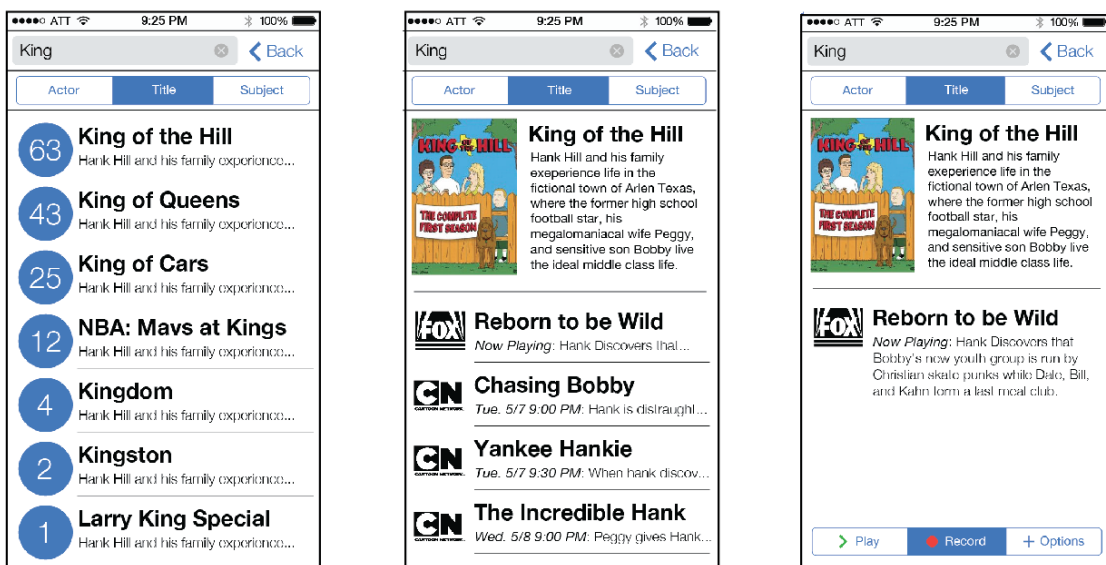 ATT 9:25 PM 100%
King Back
Actor Title Subject
63 King of the Hill
Hank Hill and his family experience...
43 King of Queens
Hank Hill and his family experience...
25 King of Cars
Hank Hill and his family experience...
12 NBA: Mavs at Kings
Hank Hill and his family experience...
4 Kingdom
Hank Hill and his family experience...
2 Kingston
Hank Hill and his family experience...
1 Larry King Special
Hank Hill and his family experience...
ATT 9:25 PM 100%
King Back
Actor Title Subject
KING OF THE HILL
THE COMPLETE
FIRST SEASON
King of the Hill
Hank Hill and his family
exeperience life in the
fictional town of Arlen Texas,
where the former high school
football star, his
megalomaniacal wife Peggy,
and sensitive son Bobby live
the ideal middle class life.
FOX Reborn to be Wild
Now Playing: Hank Discovers that...
CN Chasing Bobby
CARTOON NETWORK Tue. 5/7 9:00 PM: Hank is distraught...
CN Yankee Hankie
CARTOON NETWORK Tue. 5/7 9:30 PM: When hank discov...
CN The Incredible Hank
CARTOON NETWORK Wed. 5/8 9:00 PM: Peggy gives Hank...
ATT 9:25 PM 100%
King Back
Actor Title Subject
KING OF THE HILL
THE COMPLETE
FIRST SEASON
King of the Hill
Hank Hill and his family
exeperience life in the
fictional town of Arlen Texas,
where the former high school
football star, his
megalomaniacal wife Peggy,
and sensitive son Bobby live
the ideal middle class life.
FOX Reborn to be Wild
Now Playing: Hank Discovers that
Bobby's new youth group is run by
Christian skate punks while Dale, Bill,
and Kahn form a last meal club.
Play Record + Options